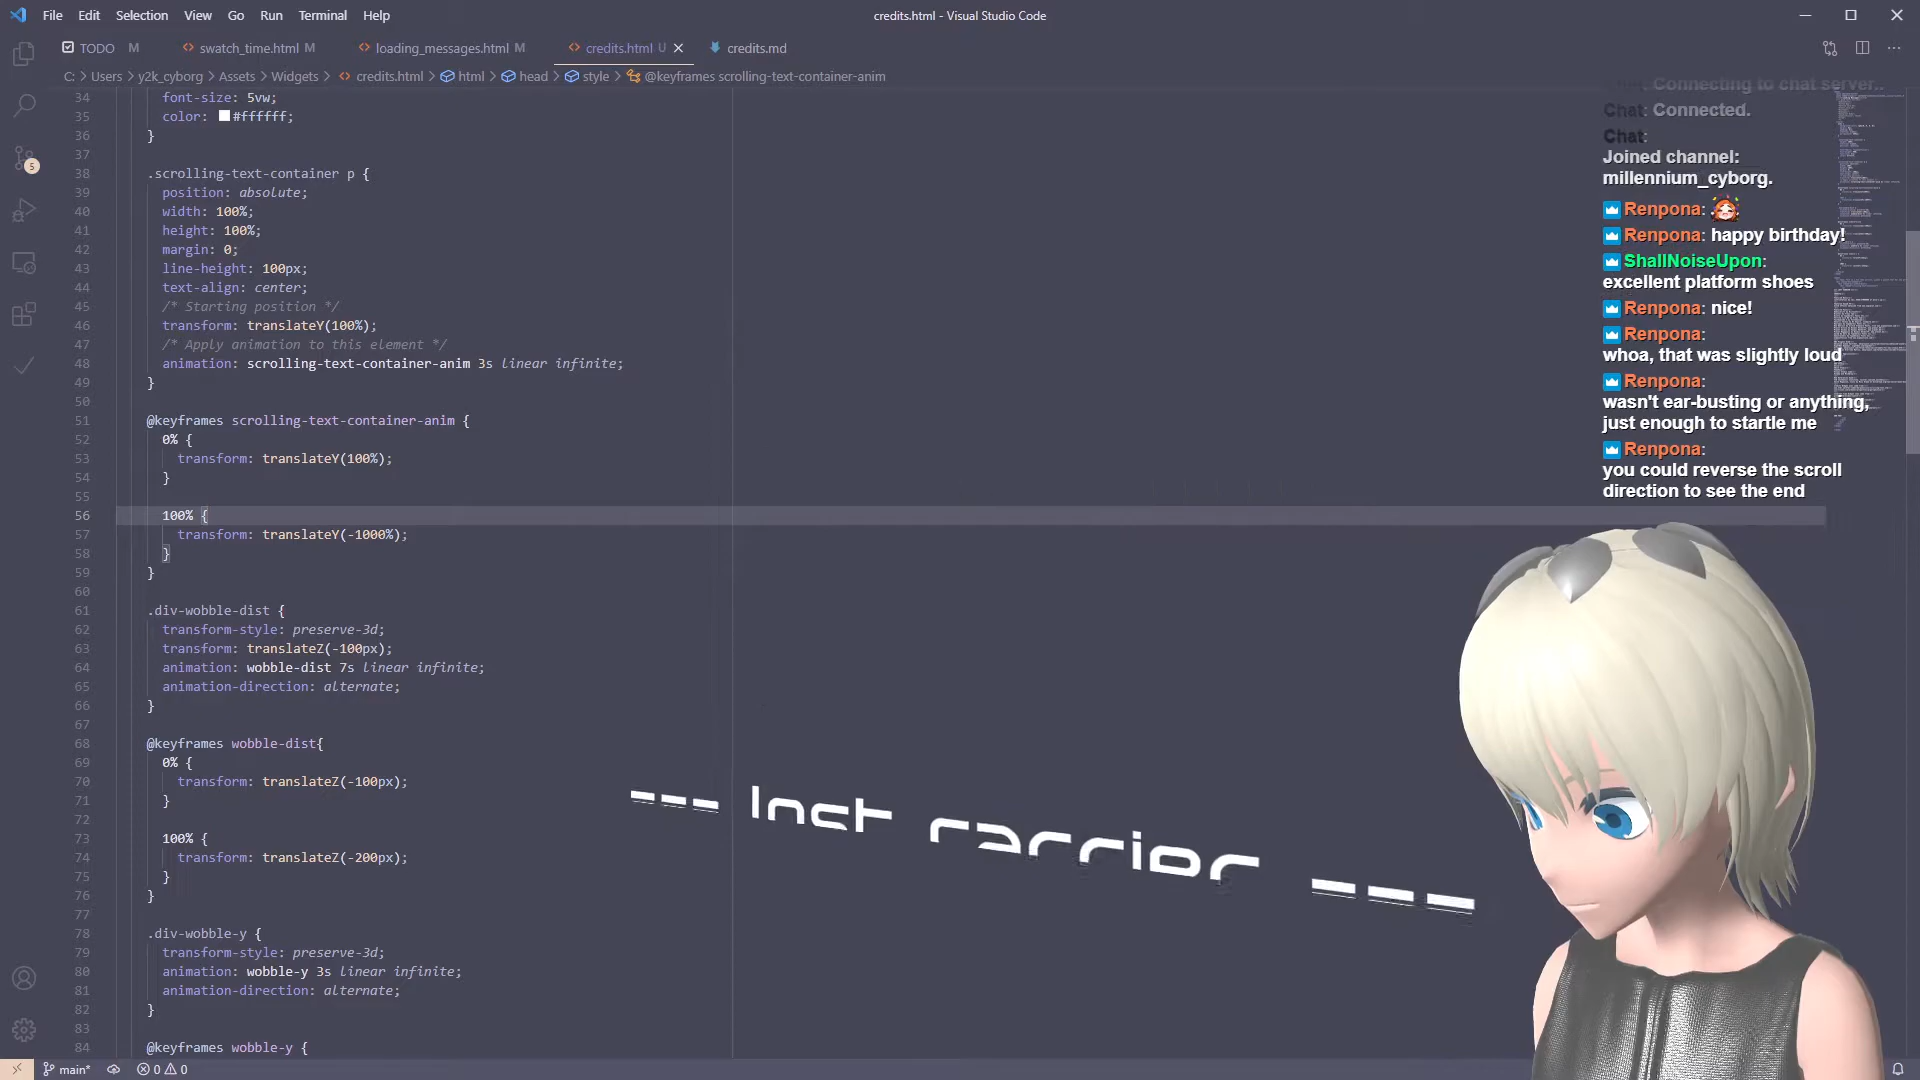 File Edit Selection View Go Run Terminal Help
credits.html - Visual Studio Code
TODO M swatch_time.html M loading_messages.html M credits.html U credits.md
C: > Users > y2k_cyborg > Assets > Widgets > credits.html > html > head > style > @keyframes scrolling-text-container-anim
34 font-size: 5vw;
35 color: #ffffff;
36 }
37
38 .scrolling-text-container p {
39 position: absolute;
40 width: 100%;
41 height: 100%;
42 margin: 0;
43 line-height: 100px;
44 text-align: center;
45 /* Starting position */
46 transform: translateY(100%);
47 /* Apply animation to this element */
48 animation: scrolling-text-container-anim 3s linear infinite;
49 }
50
51 @keyframes scrolling-text-container-anim {
52 0% {
53 transform: translateY(100%);
54 }
55
56 100% {
57 transform: translateY(-1000%);
58 }
59 }
60
61 .div-wobble-dist {
62 transform-style: preserve-3d;
63 transform: translateZ(-100px);
64 animation: wobble-dist 7s linear infinite;
65 animation-direction: alternate;
66 }
67
68 @keyframes wobble-dist{
69 0% {
70 transform: translateZ(-100px);
71 }
72
73 100% {
74 transform: translateZ(-200px);
75 }
76 }
77
78 .div-wobble-y {
79 transform-style: preserve-3d;
80 animation: wobble-y 3s linear infinite;
81 animation-direction: alternate;
82 }
83
84 @keyframes wobble-y {
Chat: Connecting to chat server...
Chat: Connected.
Chat:
Joined channel:
millennium_cyborg.
Renpona:
Renpona: happy birthday!
ShallNoiseUpon:
excellent platform shoes
Renpona: nice!
Renpona:
whoa, that was slightly loud
Renpona:
wasn't ear-busting or anything,
just enough to startle me
Renpona:
you could reverse the scroll
direction to see the end
--- lost carrier ---
5
main* 0 0